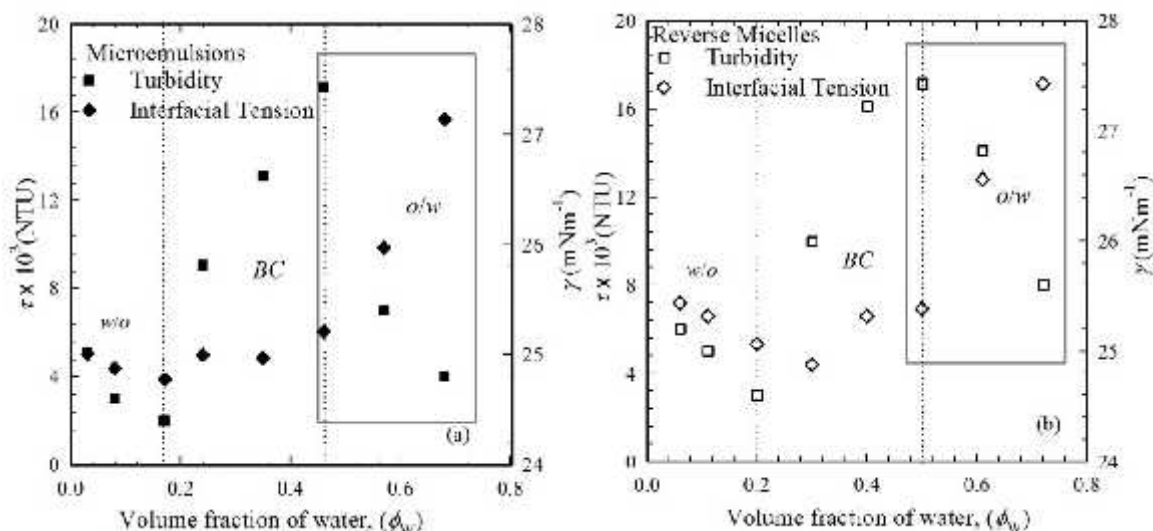 20
16
12
8
4
0
τ x 10³(NTU)
Microemulsions
Turbidity
Interfacial Tension
w/o
BC
o/w
(a)
28
27
26
25
24
γ (mNm⁻¹)
0.0 0.2 0.4 0.6 0.8
Volume fraction of water, (ϕw)
20
16
12
8
4
0
τ x 10³(NTU)
Reverse Micelles
Turbidity
Interfacial Tension
w/o
BC
o/w
(b)
28
27
26
25
74
γ (mNm⁻¹)
0.0 0.2 0.4 0.6 0.8
Volume fraction of water, (ϕw)